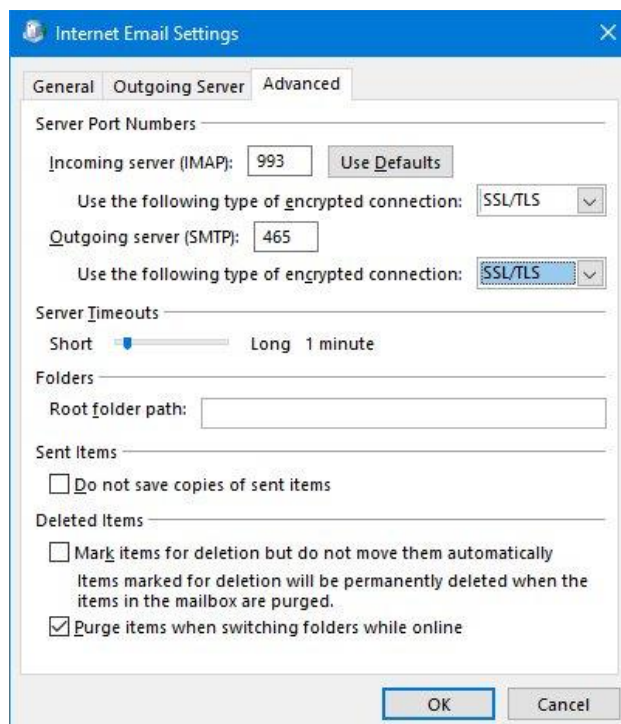 Internet Email Settings
General Outgoing Server Advanced
Server Port Numbers
Incoming server (IMAP): 993 Use Defaults
Use the following type of encrypted connection: SSL/TLS
Outgoing server (SMTP): 465
Use the following type of encrypted connection: SSL/TLS
Server Timeouts
Short Long 1 minute
Folders
Root folder path:
Sent Items
Do not save copies of sent items
Deleted Items
Mark items for deletion but do not move them automatically
Items marked for deletion will be permanently deleted when the
items in the mailbox are purged.
Purge items when switching folders while online
OK Cancel